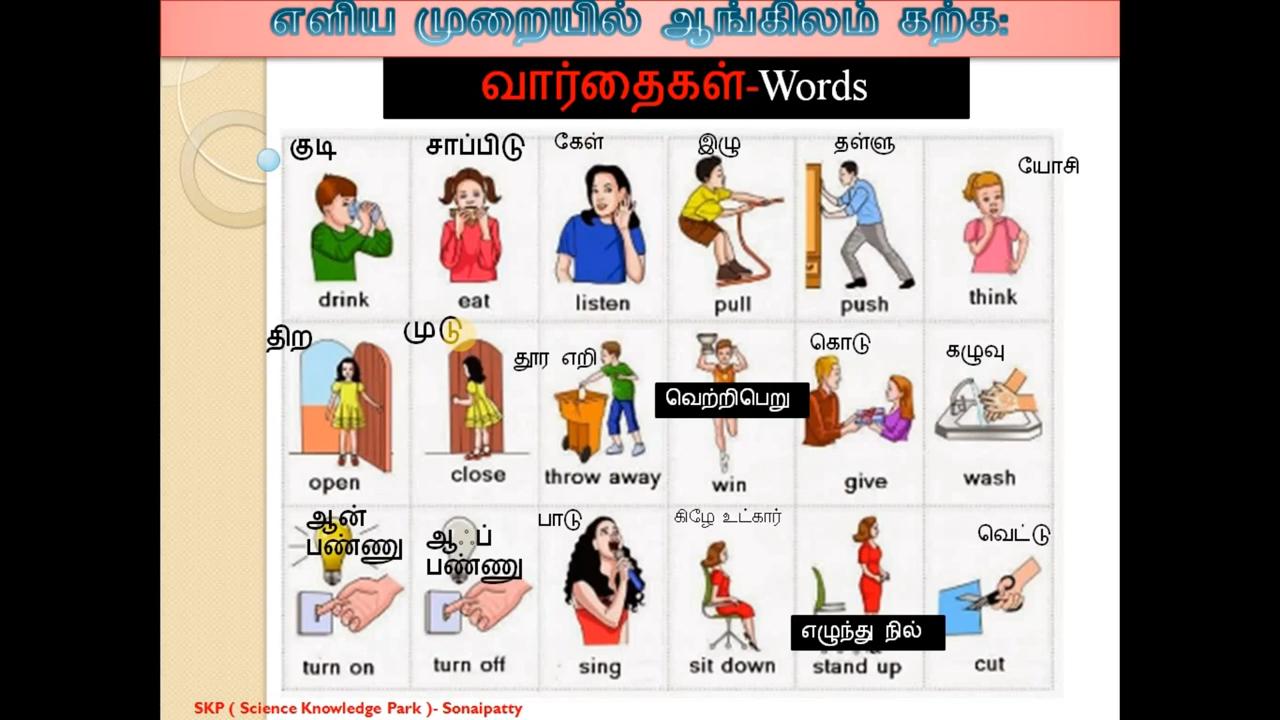 எளிய முறையில் ஆங்கிலம் கற்க:
வார்தைகள்-Words
குடி
சாப்பிடு
கேள்
இழு
தள்ளு
யோசி
drink
eat
listen
pull
push
think
திற
முடு
தூர எறி
வெற்றிபெறு
கொடு
கழுவு
open
close
throw away
win
give
wash
ஆன்
பண்ணு
ஆஃப்
பண்ணு
பாடு
கிழே உட்கார்
எழுந்து நில்
வெட்டு
turn on
turn off
sing
sit down
stand up
cut
SKP ( Science Knowledge Park )- Sonaipatty